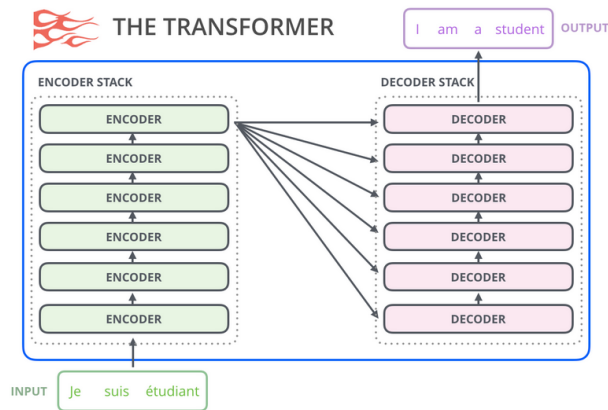 THE TRANSFORMER
I am a student
OUTPUT
ENCODER STACK
DECODER STACK
ENCODER
DECODER
ENCODER
DECODER
ENCODER
DECODER
ENCODER
DECODER
ENCODER
DECODER
ENCODER
DECODER
INPUT
Je suis étudiant